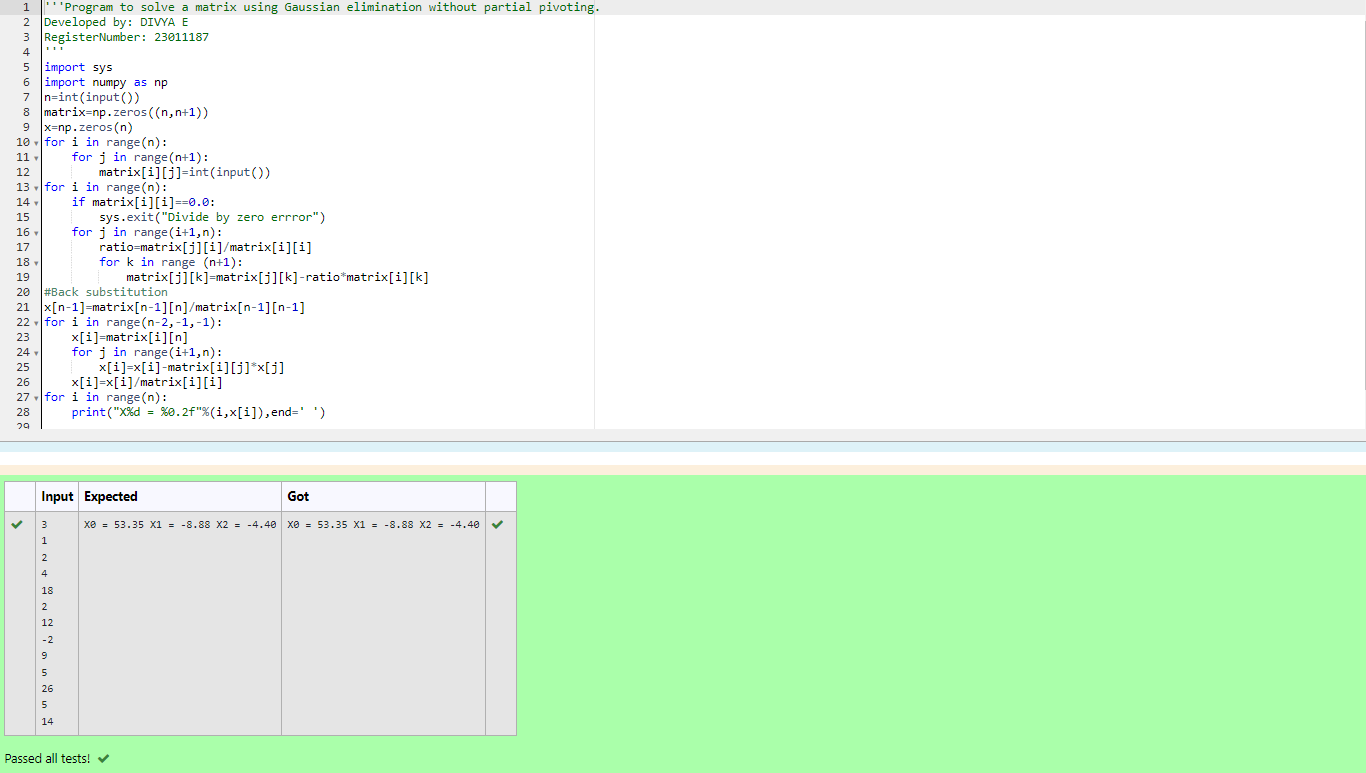 1 '''Program to solve a matrix using Gaussian elimination without partial pivoting.
2 Developed by: DIVYA E
3 RegisterNumber: 23011187
4 '''
5 import sys
6 import numpy as np
7 n=int(input())
8 matrix=np.zeros((n,n+1))
9 x=np.zeros(n)
10 for i in range(n):
11     for j in range(n+1):
12         matrix[i][j]=int(input())
13 for i in range(n):
14     if matrix[i][i]==0.0:
15         sys.exit("Divide by zero errror")
16     for j in range(i+1,n):
17         ratio=matrix[j][i]/matrix[i][i]
18         for k in range (n+1):
19             matrix[j][k]=matrix[j][k]-ratio*matrix[i][k]
20 #Back substitution
21 x[n-1]=matrix[n-1][n]/matrix[n-1][n-1]
22 for i in range(n-2,-1,-1):
23     x[i]=matrix[i][n]
24     for j in range(i+1,n):
25         x[i]=x[i]-matrix[i][j]*x[j]
26     x[i]=x[i]/matrix[i][i]
27 for i in range(n):
28     print("X%d = %0.2f"%(i,x[i]),end=' ')
29
Input Expected Got
3 X0 = 53.35 X1 = -8.88 X2 = -4.40 X0 = 53.35 X1 = -8.88 X2 = -4.40
1
2
4
18
2
12
-2
9
5
26
5
14
Passed all tests!